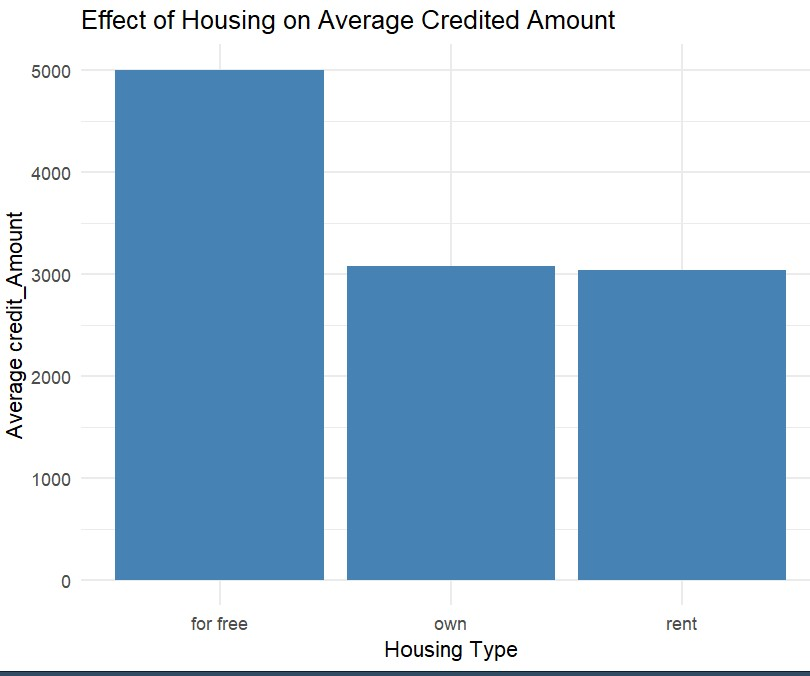 Effect of Housing on Average Credited Amount
5000
4000
3000
2000
1000
0
Average credit_Amount
for free
own
rent
Housing Type